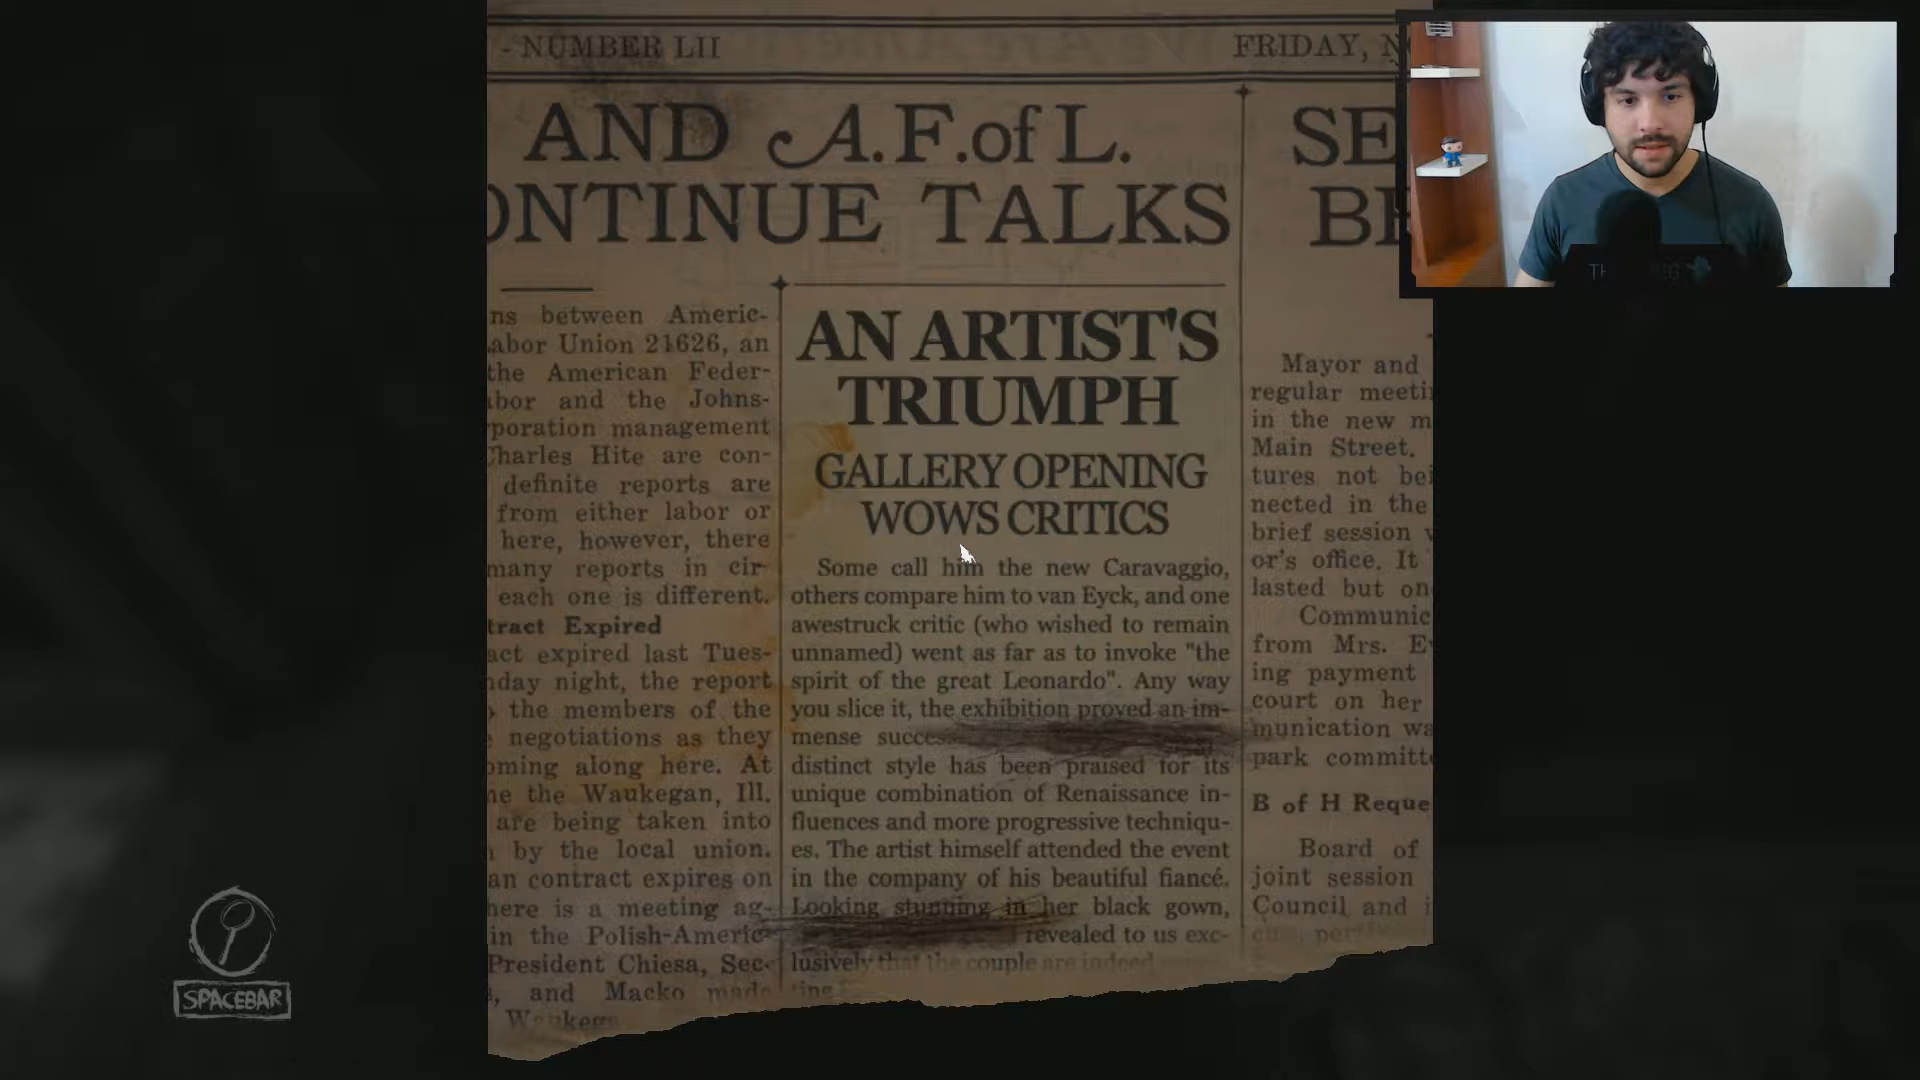 - NUMBER LII
FRIDAY,
AND A.F.of L.
ONTINUE TALKS
SE
BE
ns between Americ-
abor Union 21626, an
the American Feder-
abor and the Johns-
poration management
Charles Hite are con-
definite reports are
from either labor or
here, however, there
many reports in cir-
each one is different.
tract Expired
act expired last Tues-
nday night, the report
the members of the
negotiations as they
oming along here. At
he the Waukegan, Ill.
are being taken into
by the local union.
an contract expires on
here is a meeting ag-
in the Polish-Americ-
President Chiesa, Sec-
, and Macko made
Waukega
AN ARTIST'S
TRIUMPH
GALLERY OPENING
WOWS CRITICS
Some call him the new Caravaggio,
others compare him to van Eyck, and one
awestruck critic (who wished to remain
unnamed) went as far as to invoke "the
spirit of the great Leonardo". Any way
you slice it, the exhibition proved an im-
mense succes
distinct style has been praised for its
unique combination of Renaissance in-
fluences and more progressive techniqu-
es. The artist himself attended the event
in the company of his beautiful fiancé.
Looking stunning in her black gown,
revealed to us exc-
lusively that the couple are indeed
ting
Mayor and
regular meeti
in the new m
Main Street.
tures not bei
nected in the
brief session
or's office. It
lasted but on
Communic
from Mrs. E
ing payment
court on her
munication wa
park committe
B of H Reque
Board of
joint session
Council and i
SPACEBAR